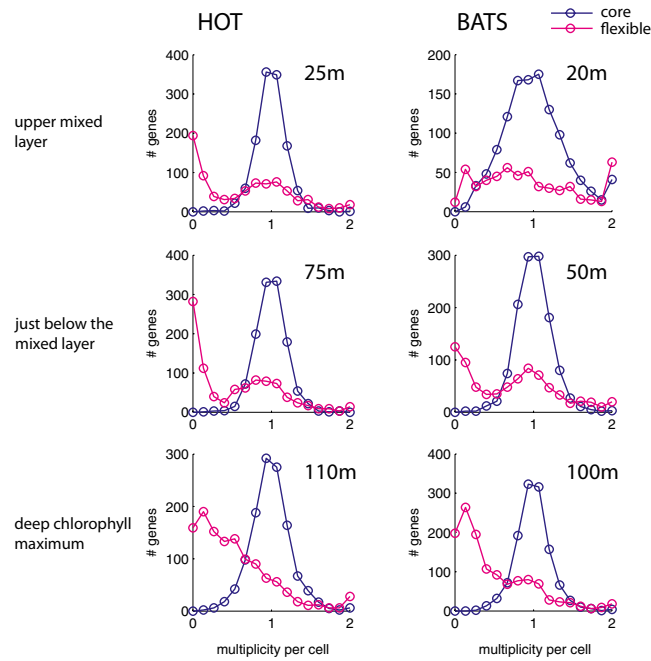 HOT
BATS
core
flexible
upper mixed
layer
25m
400
300
200
100
0
# genes
0 1 2
20m
200
150
100
50
0
# genes
0 1 2
just below the
mixed layer
75m
400
300
200
100
0
# genes
0 1 2
50m
300
200
100
0
# genes
0 1 2
deep chlorophyll
maximum
110m
300
200
100
0
# genes
0 1 2
multiplicity per cell
100m
400
300
200
100
0
# genes
0 1 2
multiplicity per cell